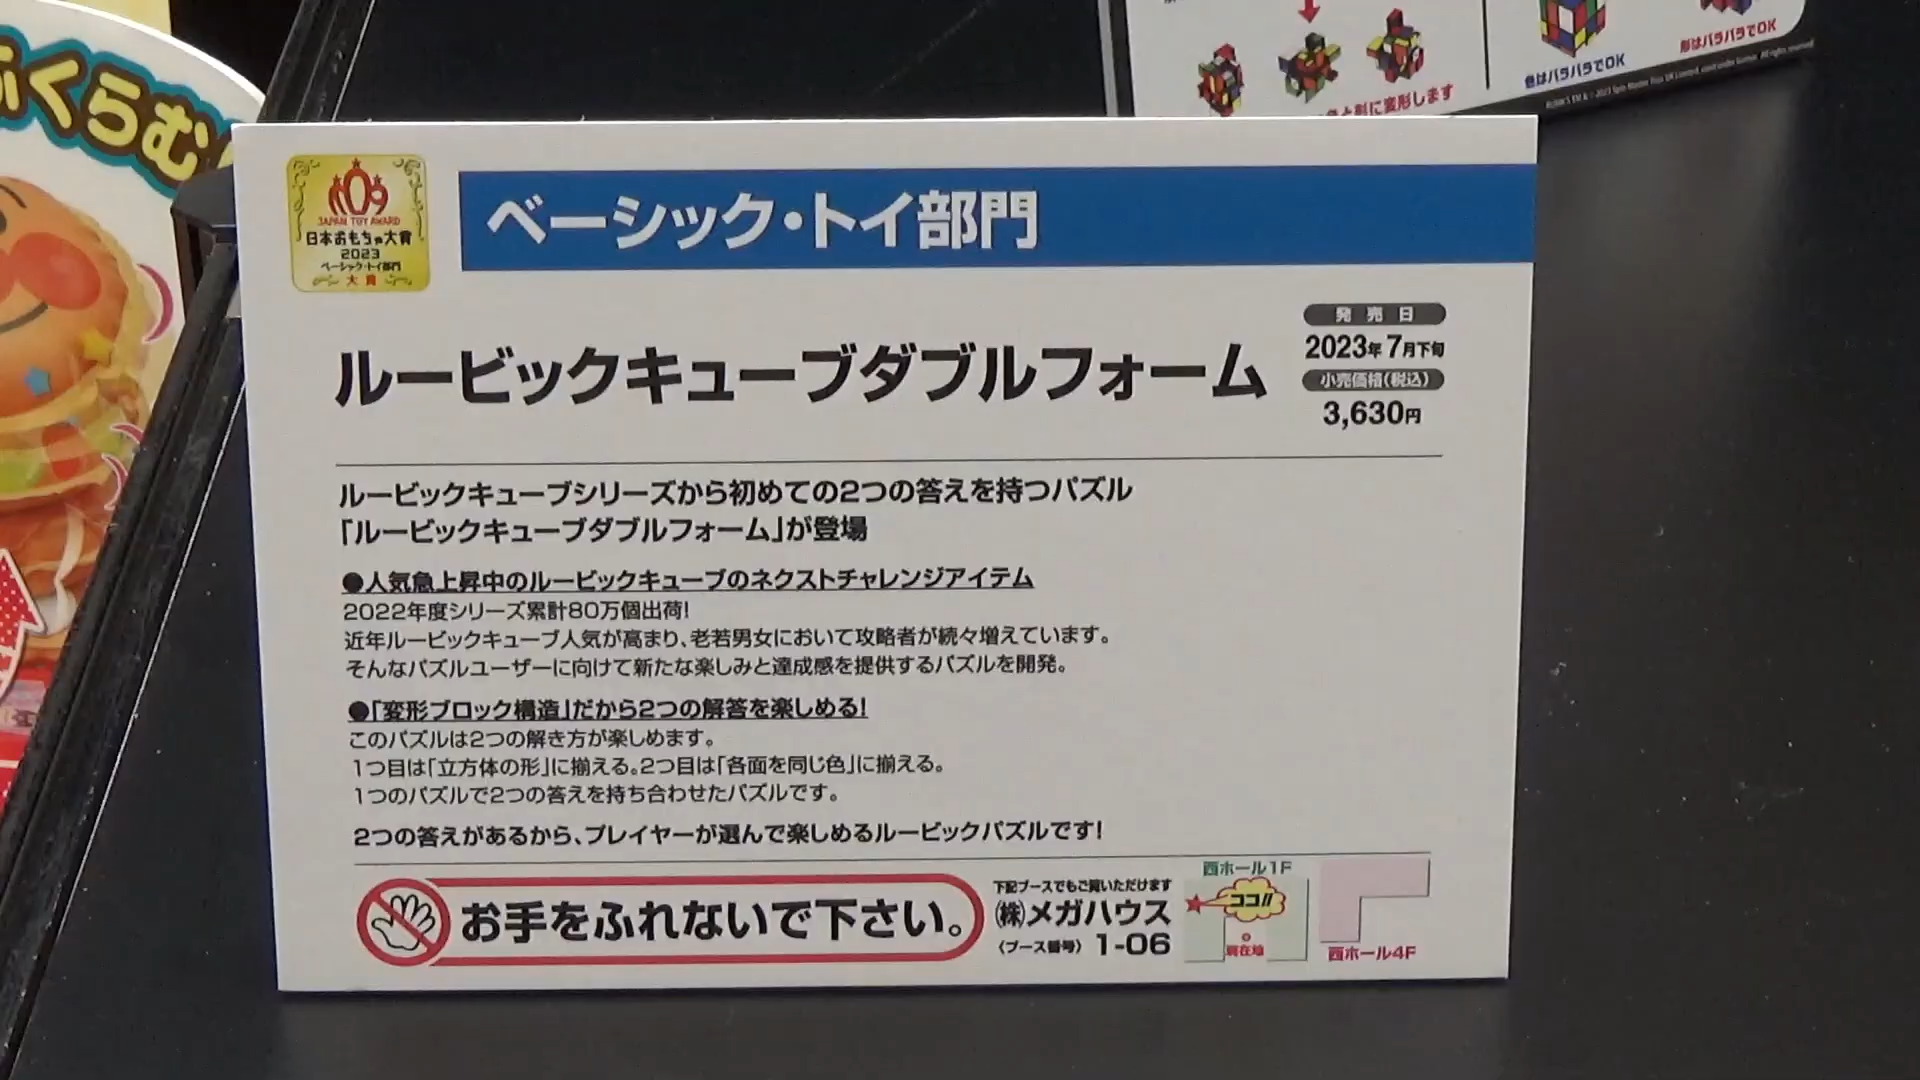 ふくらむ
と形に変形します
色はバラバラでOK
形はバラバラでOK
JAPAN TOY AWARD
日本おもちゃ大賞
2023
ベーシック・トイ部門
大賞
ベーシック・トイ部門
ルービックキューブダブルフォーム
発売日
2023年7月下旬
小売価格(税込)
3,630円
ルービックキューブシリーズから初めての2つの答えを持つパズル
「ルービックキューブダブルフォーム」が登場
●人気急上昇中のルービックキューブのネクストチャレンジアイテム
2022年度シリーズ累計80万個出荷!
近年ルービックキューブ人気が高まり、老若男女において攻略者が続々増えています。
そんなパズルユーザーに向けて新たな楽しみと達成感を提供するパズルを開発。
●「変形ブロック構造」だから2つの解答を楽しめる!
このパズルは2つの解き方が楽しめます。
1つ目は「立方体の形」に揃える。2つ目は「各面を同じ色」に揃える。
1つのパズルで2つの答えを持ち合わせたパズルです。
2つの答えがあるから、プレイヤーが選んで楽しめるルービックパズルです!
お手をふれないで下さい。
下記ブースでもご覧いただけます
(株)メガハウス
〈ブース番号〉 1-06
西ホール1F
ココ!!
現在地
西ホール4F